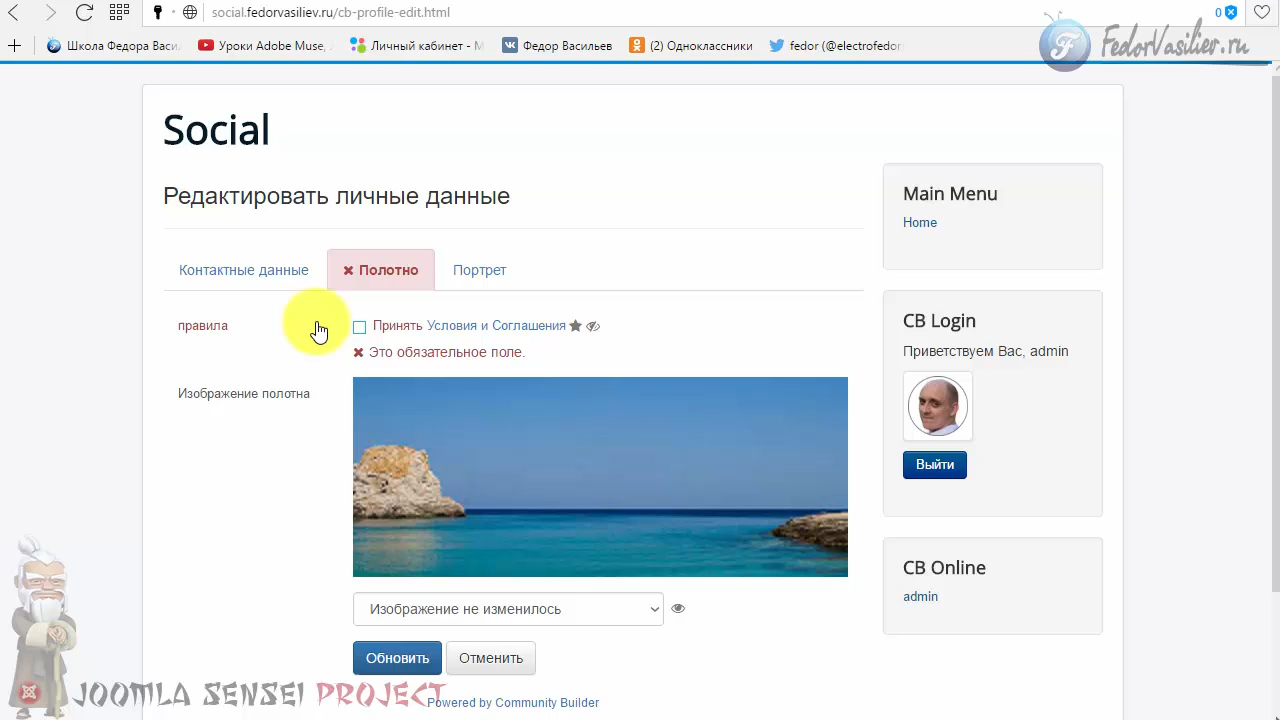 social.fedorvasiliev.ru/cb-profile-edit.html
0
Школа Федора Васи. Уроки Adobe Muse, Личный кабинет - М Федор Васильев (2) Одноклассники fedor (@electrofedor
FedorVasiliev.ru
Social
Редактировать личные данные
Контактные данные
Полотно
Портрет
правила
Принять Условия и Соглашения
Это обязательное поле.
Изображение полотна
Изображение не изменилось
Обновить
Отменить
Powered by Community Builder
Main Menu
Home
CB Login
Приветствуем Вас, admin
Выйти
CB Online
admin
JOOMLA SENSEI PROJECT